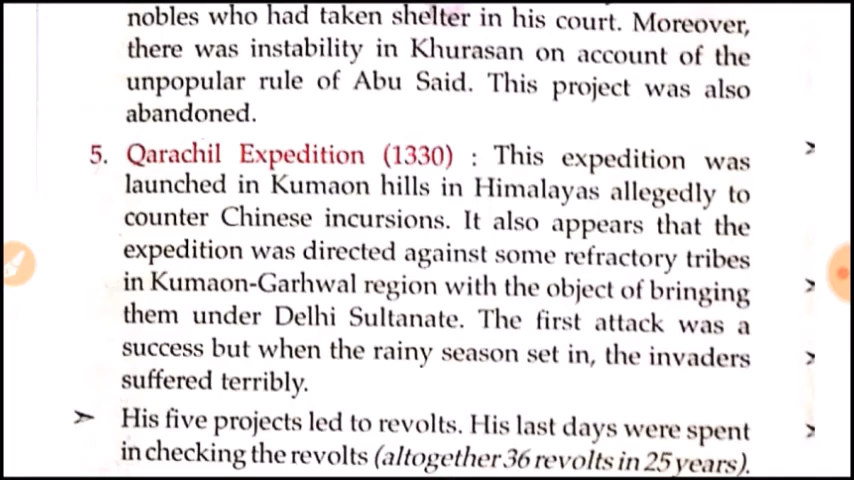 nobles who had taken shelter in his court. Moreover,
there was instability in Khurasan on account of the
unpopular rule of Abu Said. This project was also
abandoned.
5. Qarachil Expedition (1330) : This expedition was
launched in Kumaon hills in Himalayas allegedly to
counter Chinese incursions. It also appears that the
expedition was directed against some refractory tribes
in Kumaon-Garhwal region with the object of bringing
them under Delhi Sultanate. The first attack was a
success but when the rainy season set in, the invaders
suffered terribly.
➢ His five projects led to revolts. His last days were spent
in checking the revolts (altogether 36 revolts in 25 years).